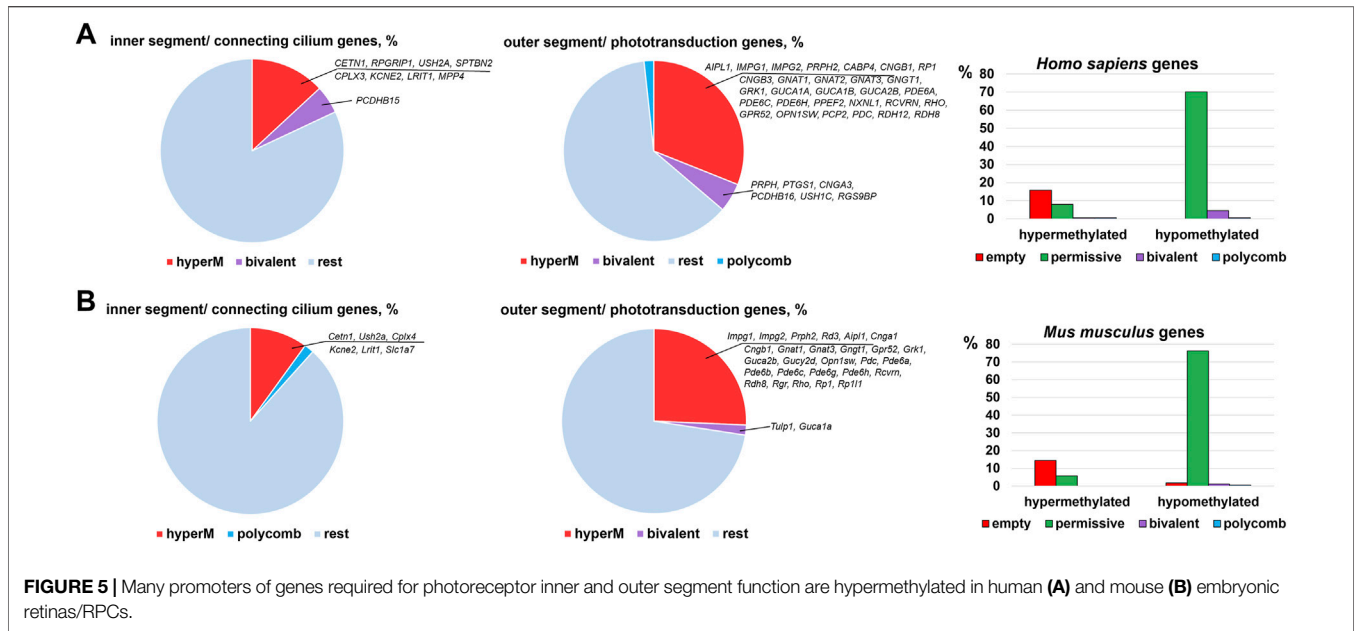 A
inner segment/ connecting cilium genes, %
CETN1, RPGRIP1, USH2A, SPTBN2
CPLX3, KCNE2, LRIT1, MPP4
PCDHB15
hyperM bivalent rest
outer segment/ phototransduction genes, %
AIPL1, IMPG1, IMPG2, PRPH2, CABP4, CNGB1, RP1
CNGB3, GNAT1, GNAT2, GNAT3, GNGT1,
GRK1, GUCA1A, GUCA1B, GUCA2B, PDE6A,
PDE6C, PDE6H, PPEF2, NXNL1, RCVRN, RHO,
GPR52, OPN1SW, PCP2, PDC, RDH12, RDH8
PRPH, PTGS1, CNGA3,
PCDHB16, USH1C, RGS9BP
hyperM bivalent rest polycomb
Homo sapiens genes
%
80
70
60
50
40
30
20
10
0
hypermethylated hypomethylated
empty permissive bivalent polycomb
B
inner segment/ connecting cilium genes, %
Cetn1, Ush2a, Cplx4
Kcne2, Lrit1, Slc1a7
hyperM polycomb rest
outer segment/ phototransduction genes, %
Impg1, Impg2, Prph2, Rd3, Aipl1, Cnga1
Cngb1, Gnat1, Gnat3, Gngt1, Gpr52, Grk1,
Guca2b, Gucy2d, Opn1sw, Pdc, Pde6a,
Pde6b, Pde6c, Pde6g, Pde6h, Rcvrn,
Rdh8, Rgr, Rho, Rp1, Rp1l1
Tulp1, Guca1a
hyperM bivalent rest
Mus musculus genes
%
80
70
60
50
40
30
20
10
0
hypermethylated hypomethylated
empty permissive bivalent polycomb
FIGURE 5 | Many promoters of genes required for photoreceptor inner and outer segment function are hypermethylated in human (A) and mouse (B) embryonic
retinas/RPCs.